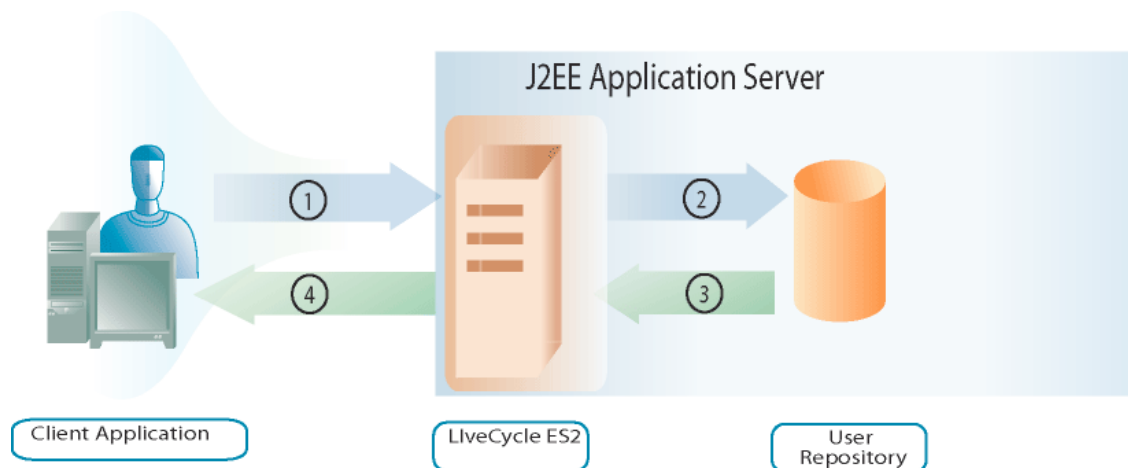 J2EE Application Server
1
2
4
3
Client Application
LIveCycle ES2
User
Repository